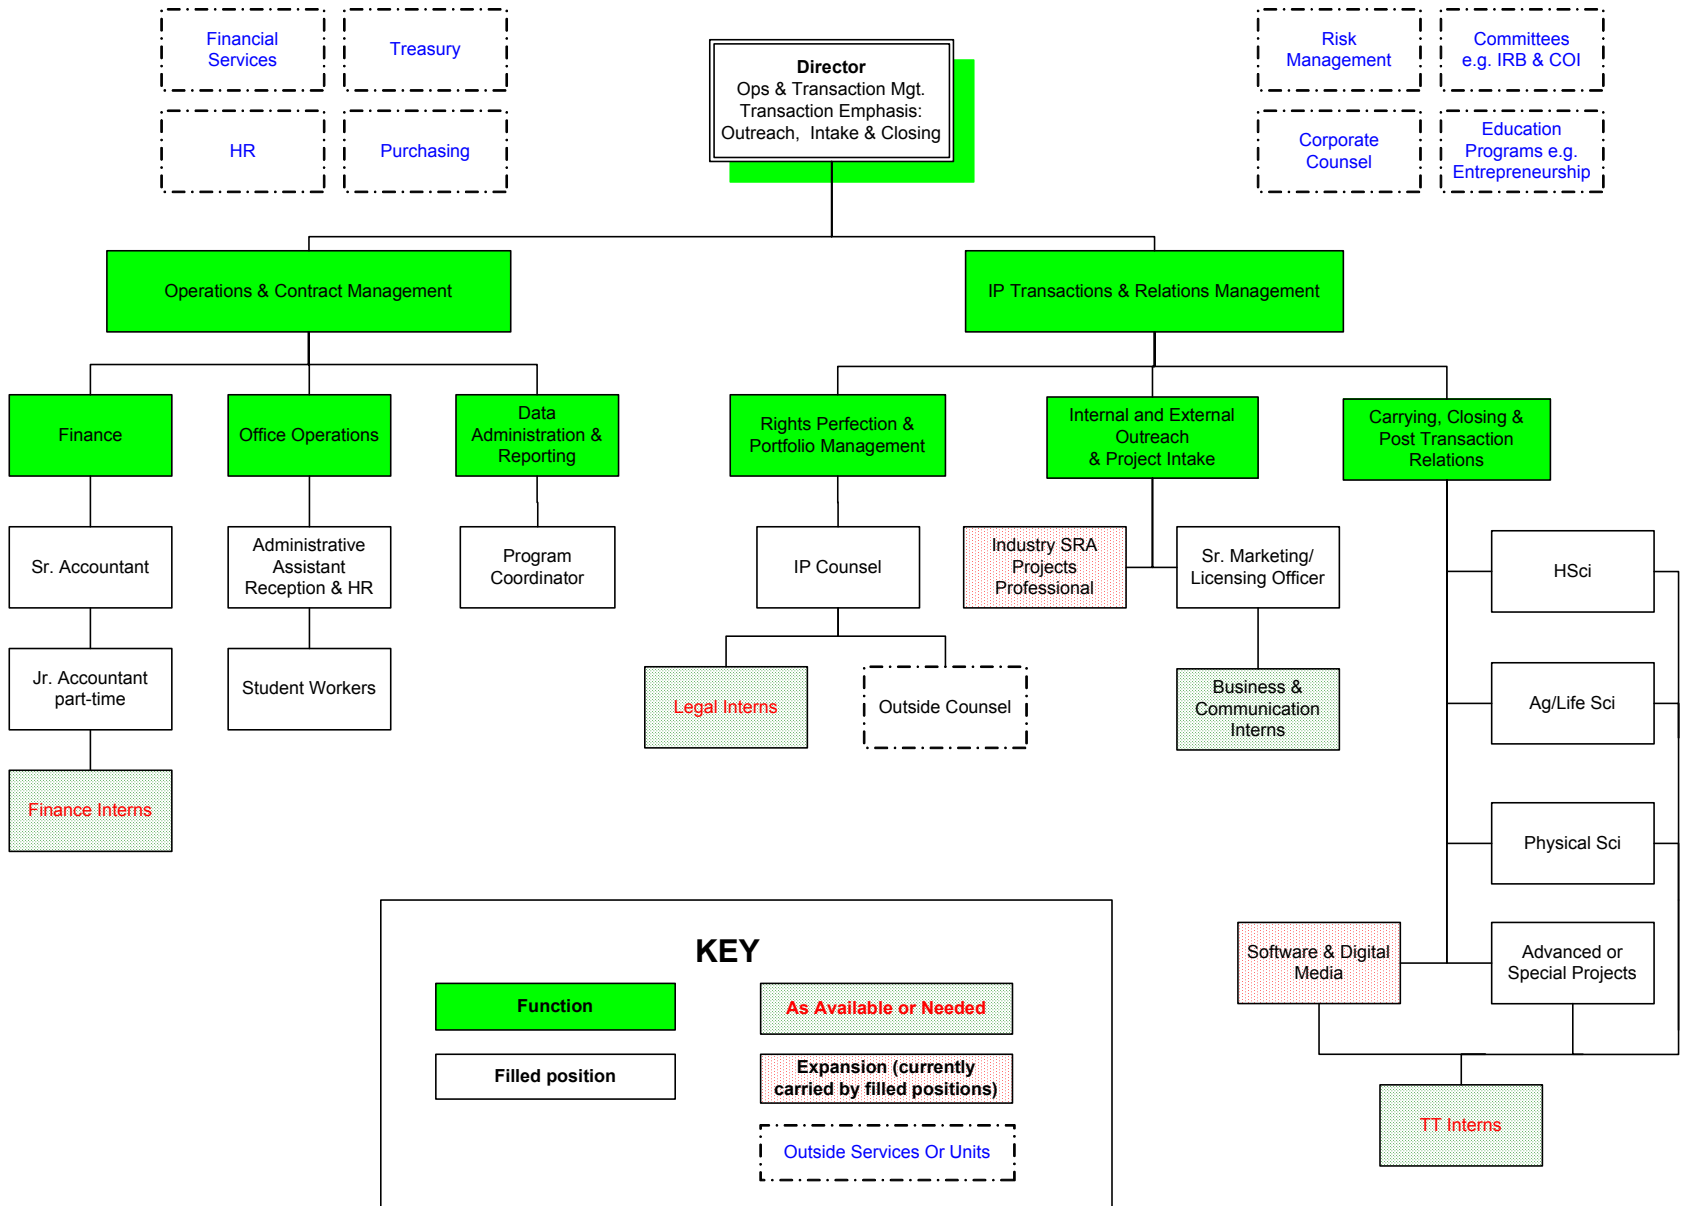 Financial
Services
Treasury
HR
Purchasing
Director
Ops & Transaction Mgt.
Transaction Emphasis:
Outreach, Intake & Closing
Risk
Management
Committees
e.g. IRB & COI
Corporate
Counsel
Education
Programs e.g.
Entrepreneurship
Operations & Contract Management
IP Transactions & Relations Management
Finance
Office Operations
Data
Administration &
Reporting
Rights Perfection &
Portfolio Management
Internal and External
Outreach
& Project Intake
Carrying, Closing &
Post Transaction
Relations
Sr. Accountant
Administrative
Assistant
Reception & HR
Program
Coordinator
IP Counsel
Industry SRA
Projects
Professional
Sr. Marketing/
Licensing Officer
HSci
Jr. Accountant
part-time
Student Workers
Legal Interns
Outside Counsel
Business &
Communication
Interns
Ag/Life Sci
Finance Interns
Physical Sci
Software & Digital
Media
Advanced or
Special Projects
TT Interns
KEY
Function
As Available or Needed
Filled position
Expansion (currently
carried by filled positions)
Outside Services Or Units